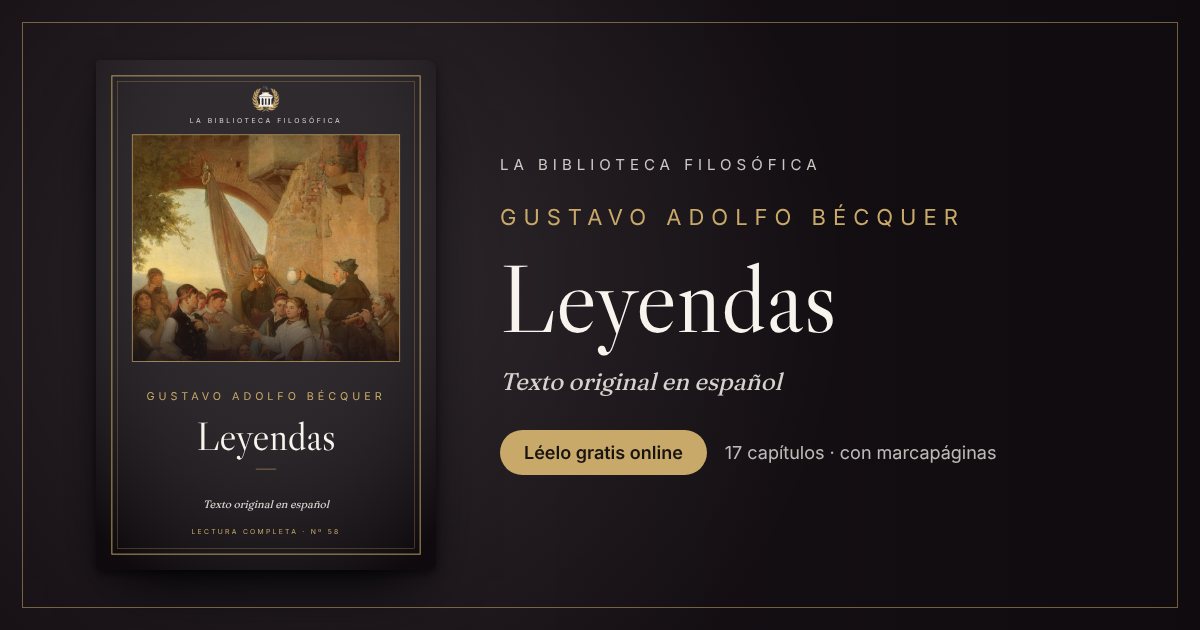 LA BIBLIOTECA FILOSÓFICA
GUSTAVO ADOLFO BÉCQUER
Leyendas
Texto original en español
LECTURA COMPLETA · Nº 58
LA BIBLIOTECA FILOSÓFICA
GUSTAVO ADOLFO BÉCQUER
Leyendas
Texto original en español
Léelo gratis online
17 capítulos · con marcapáginas